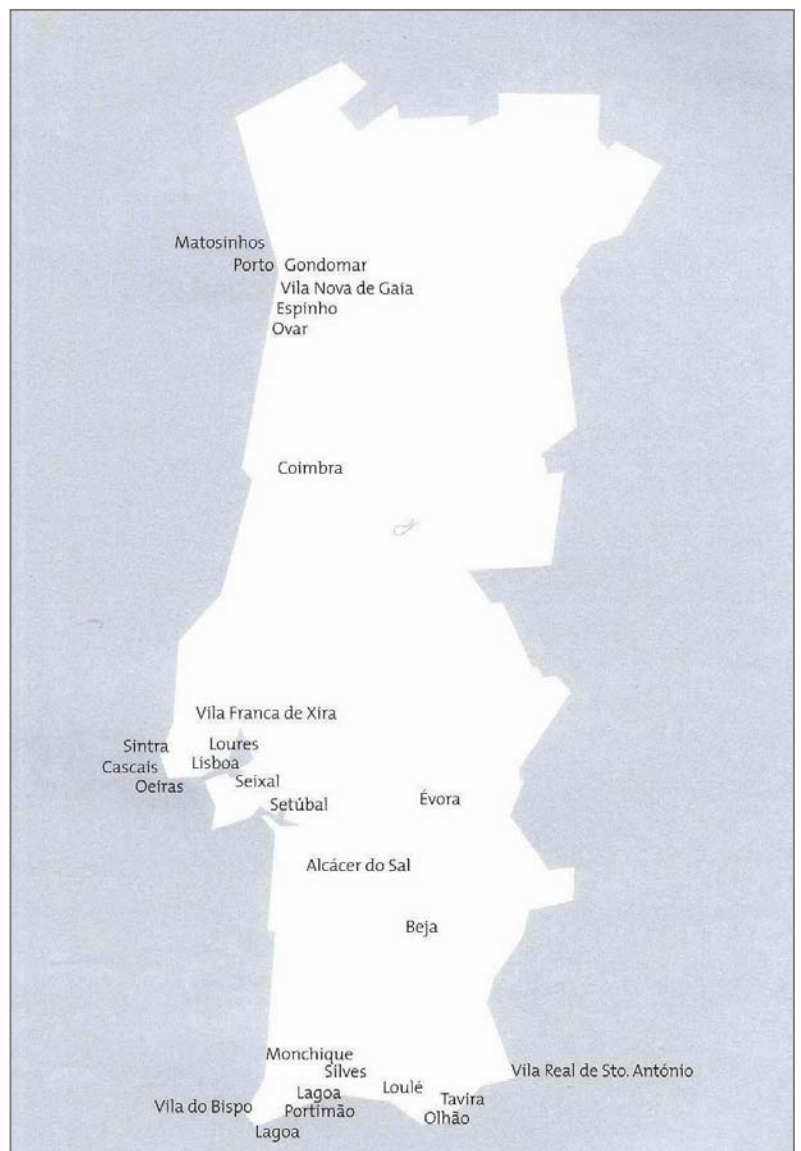 Matosinhos
Porto Gondomar
Vila Nova de Gaia
Espinho
Ovar
Coimbra
Vila Franca de Xira
Sintra Loures
Cascais Lisboa
Oeiras Seixal
Setúbal Évora
Alcácer do Sal
Beja
Monchique
Silves Vila Real de Sto. António
Lagoa Loulé Tavira
Vila do Bispo Portimão Olhão
Lagoa